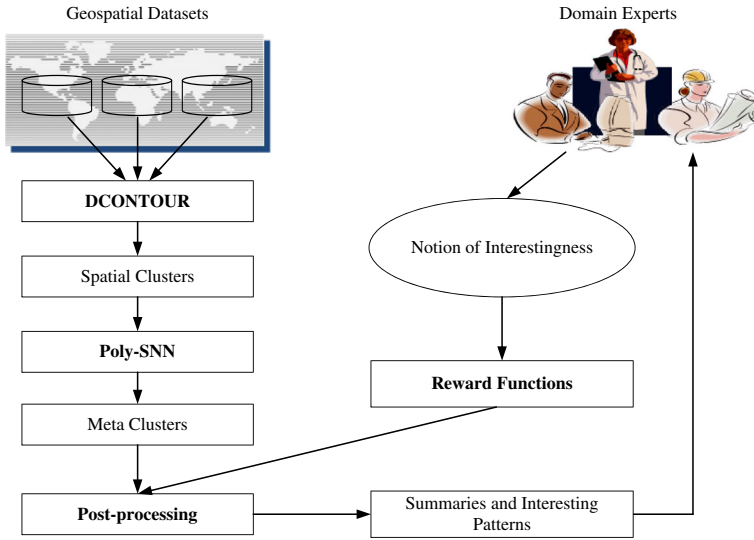 Geospatial Datasets
Domain Experts
DCONTOUR
Notion of Interestingness
Spatial Clusters
Poly-SNN
Reward Functions
Meta Clusters
Post-processing
Summaries and Interesting
Patterns